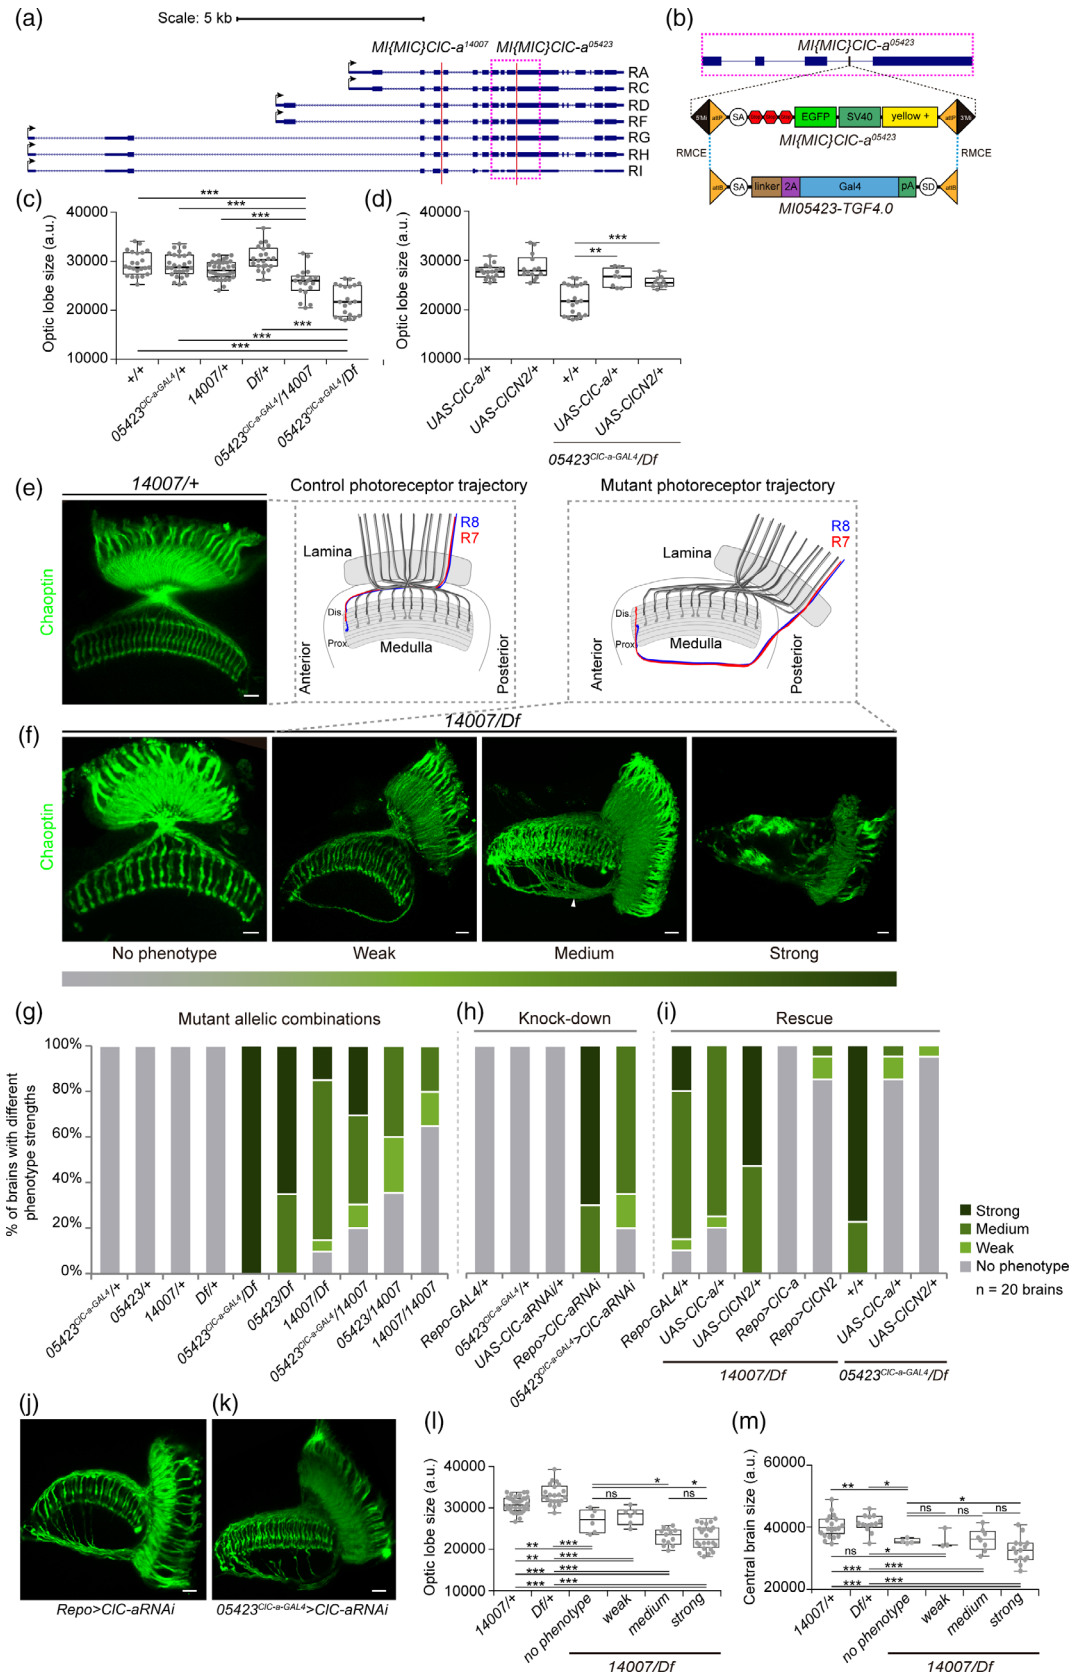 (a)
Scale: 5 kb
MI{MIC}ClC-a14007
MI{MIC}ClC-a05423
RA
RC
RD
RF
RG
RH
RI
(b)
MI{MIC}ClC-a05423
5'Mi
attP
SA
EGFP
SV40
yellow +
attP
3'Mi
MI{MIC}ClC-a05423
RMCE
RMCE
attB
SA
linker
2A
Gal4
pA
SD
attB
MI05423-TGF4.0
(c)
Optic lobe size (a.u.)
40000
30000
20000
10000
***
***
***
***
***
***
+/+
05423ClC-a-GAL4/+
14007/+
Df/+
05423ClC-a-GAL4/14007
05423ClC-a-GAL4/Df
(d)
Optic lobe size (a.u.)
40000
30000
20000
10000
***
**
UAS-ClC-a/+
UAS-ClCN2/+
+/+
UAS-ClC-a/+
UAS-ClCN2/+
05423ClC-a-GAL4/Df
(e)
14007/+
Chaoptin
Control photoreceptor trajectory
R8
R7
Lamina
Dis.
Prox.
Medulla
Anterior
Posterior
Mutant photoreceptor trajectory
R8
R7
Lamina
Dis.
Prox.
Medulla
Anterior
Posterior
(f)
14007/Df
Chaoptin
No phenotype
Weak
Medium
Strong
(g)
Mutant allelic combinations
% of brains with different
phenotype strengths
100%
80%
60%
40%
20%
0%
05423ClC-a-GAL4/+
05423/+
14007/+
Df/+
05423ClC-a-GAL4/Df
05423/Df
14007/Df
05423ClC-a-GAL4/14007
05423/14007
14007/14007
(h)
Knock-down
Repo-GAL4/+
05423ClC-a-GAL4/+
UAS-ClC-aRNAi/+
Repo>ClC-aRNAi
05423ClC-a-GAL4>ClC-aRNAi
(i)
Rescue
Repo-GAL4/+
UAS-ClC-a/+
UAS-ClCN2/+
Repo>ClC-a
Repo>ClCN2
+/+
UAS-ClC-a/+
UAS-ClCN2/+
14007/Df
05423ClC-a-GAL4/Df
Strong
Medium
Weak
No phenotype
n = 20 brains
(j)
Repo>ClC-aRNAi
(k)
05423ClC-a-GAL4>ClC-aRNAi
(l)
Optic lobe size (a.u.)
40000
30000
20000
10000
*
*
ns
ns
**
***
**
***
***
***
***
***
14007/+
Df/+
no phenotype
weak
medium
strong
14007/Df
(m)
Central brain size (a.u.)
60000
40000
20000
**
*
*
ns
ns
ns
ns
*
***
***
***
***
14007/+
Df/+
no phenotype
weak
medium
strong
14007/Df